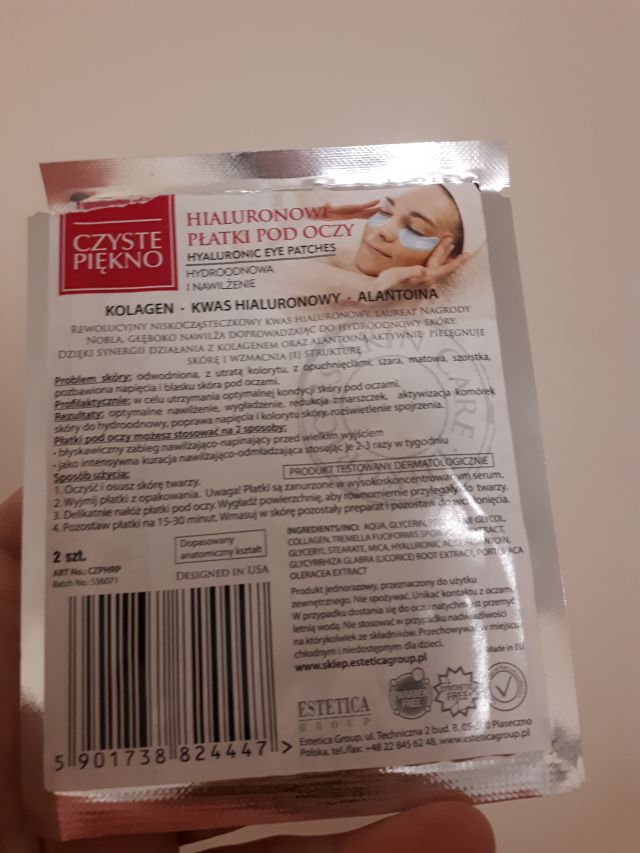 CZYSTE
PIĘKNO
HIALURONOWE
PŁATKI POD OCZY
HYALURONIC EYE PATCHES
HYDROODNOWA
I NAWILŻENIE
KOLAGEN · KWAS HIALURONOWY · ALANTOINA
REWOLUCYJNY NISKOCZĄSTECZKOWY KWAS HIALURONOWY, LAUREAT NAGRODY
NOBLA, GŁĘBOKO NAWILŻA DOPROWADZAJĄC DO HYDROODNOWY SKÓRY.
DZIĘKI SYNERGII DZIAŁANIA Z KOLAGENEM ORAZ ALANTOINĄ AKTYWNIE PIELĘGNUJE
SKÓRĘ I WZMACNIA JEJ STRUKTURĘ.
Problem skóry: odwodniona, z utratą kolorytu, z opuchnięciami, szara, matowa, szorstka,
pozbawiona napięcia i blasku skóra pod oczami.
Profilaktycznie: w celu utrzymania optymalnej kondycji skóry pod oczami.
Rezultaty: optymalne nawilżenie, wygładzenie, redukcja zmarszczek, aktywizacja komórek
skóry do hydroodnowy, poprawa napięcia i kolorytu skóry, rozświetlenie spojrzenia.
Płatki pod oczy możesz stosować na 2 sposoby:
- błyskawiczny zabieg nawilżająco-napinający przed wielkim wyjściem
- jako intensywna kuracja nawilżająco-odmładzająca stosując je 2-3 razy w tygodniu
Sposób użycia:
PRODUKT TESTOWANY DERMATOLOGICZNIE
1. Oczyść i osusz skórę twarzy.
2. Wyjmij płatki z opakowania. Uwaga! Płatki są zanurzone w wysokoskoncentrowanym serum.
3. Delikatnie nałóż płatki pod oczy. Wygładź powierzchnię, aby równomiernie przylegały do twarzy.
4. Pozostaw płatki na 15-30 minut. Wmasuj w skórę pozostały preparat i pozostaw do wchłonięcia.
2 szt.
Dopasowany
anatomiczny kształt
ART No.: CZPHRP
Batch No.: 536071
DESIGNED IN USA
INGREDIENTS/INCI: AQUA, GLYCERIN, GLYCOL,
COLLAGEN, TREMELLA FUCIFORMIS EXTRACT,
GLYCERYL STEARATE, MICA, HYALURONIC ACID, ALLANTOIN,
GLYCYRRHIZA GLABRA (LICORICE) ROOT EXTRACT, PORTULACA
OLERACEA EXTRACT
Produkt jednorazowy, przeznaczony do użytku
zewnętrznego. Nie spożywać. Unikać kontaktu z oczami.
W przypadku dostania się do oczu natychmiast przemyć
letnią wodą. Nie stosować w przypadku nadwrażliwości
na którykolwiek ze składników. Przechowywać w miejscu
chłodnym i niedostępnym dla dzieci.
Made in EU
www.sklep.esteticagroup.pl
ESTETICA
GROUP
PARABEN
FREE
SYNTHETIC
FREE
Estetica Group, ul. Techniczna 2 bud. B, 05-500 Piaseczno
Polska, tel./fax: +48 22 845 62 48, www.esteticagroup.pl
5 901738 824447 >